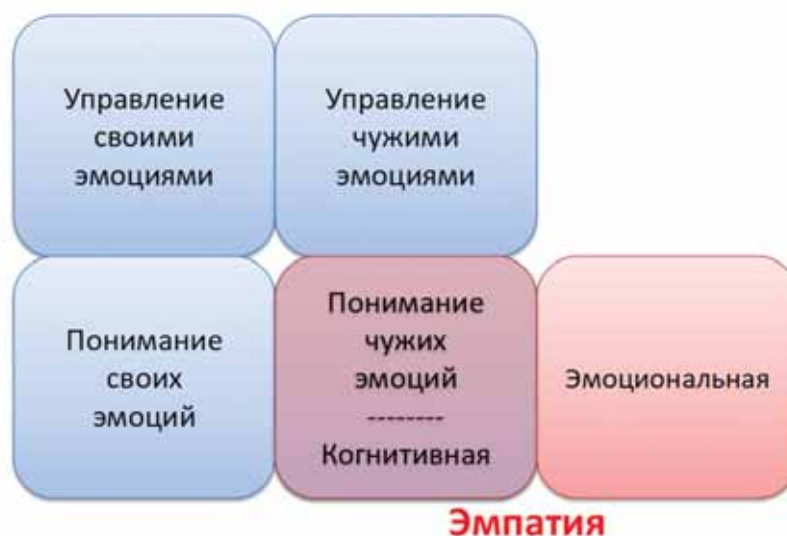 Управление
своими
эмоциями
Управление
чужими
эмоциями
Понимание
своих
эмоций
Понимание
чужих
эмоций
--------
Когнитивная
Эмоциональная
Эмпатия